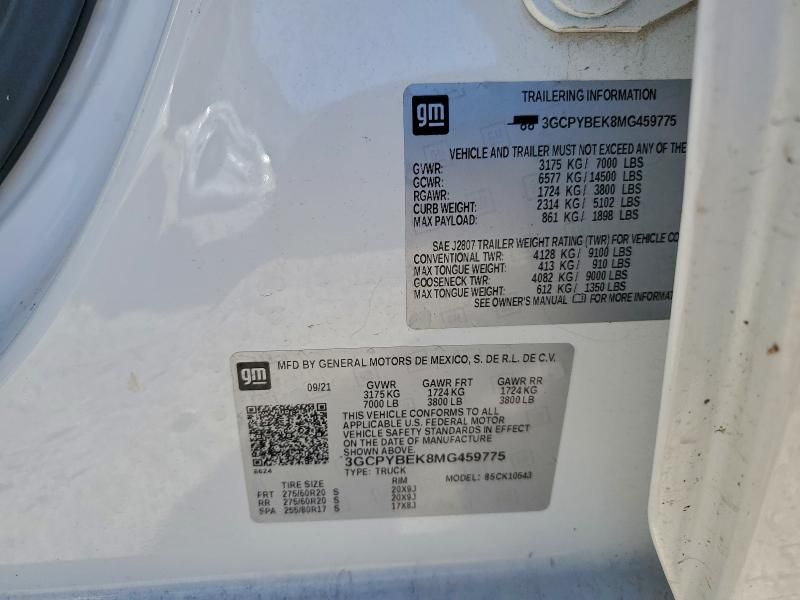 gm
TRAILERING INFORMATION
3GCPYBEK8MG459775
VEHICLE AND TRAILER MUST NOT EXCEED ANY OF THE
GVWR: 3175 KG/ 7000 LBS
GCWR: 6577 KG/14500 LBS
RGAWR: 1724 KG/ 3800 LBS
CURB WEIGHT: 2314 KG/ 5102 LBS
MAX PAYLOAD: 861 KG/ 1898 LBS
SAE J2807 TRAILER WEIGHT RATING (TWR) FOR VEHICLE CO
CONVENTIONAL TWR: 4128 KG/ 9100 LBS
MAX TONGUE WEIGHT: 413 KG/ 910 LBS
GOOSENECK TWR: 4082 KG/ 9000 LBS
MAX TONGUE WEIGHT: 612 KG/ 1350 LBS
SEE OWNER'S MANUAL FOR MORE INFORMAT
gm
MFD BY GENERAL MOTORS DE MEXICO, S. DE R.L. DE C.V.
09/21 GVWR GAWR FRT GAWR RR
3175 KG 1724 KG 1724 KG
7000 LB 3800 LB 3800 LB
THIS VEHICLE CONFORMS TO ALL
APPLICABLE U.S. FEDERAL MOTOR
VEHICLE SAFETY STANDARDS IN EFFECT
ON THE DATE OF MANUFACTURE
SHOWN ABOVE.
3GCPYBEK8MG459775
6624 TYPE: TRUCK MODEL: 85CK10543
TIRE SIZE RIM
FRT 275/60R20 S 20X9J
RR 275/60R20 S 20X9J
SPA 255/80R17 S 17X8J